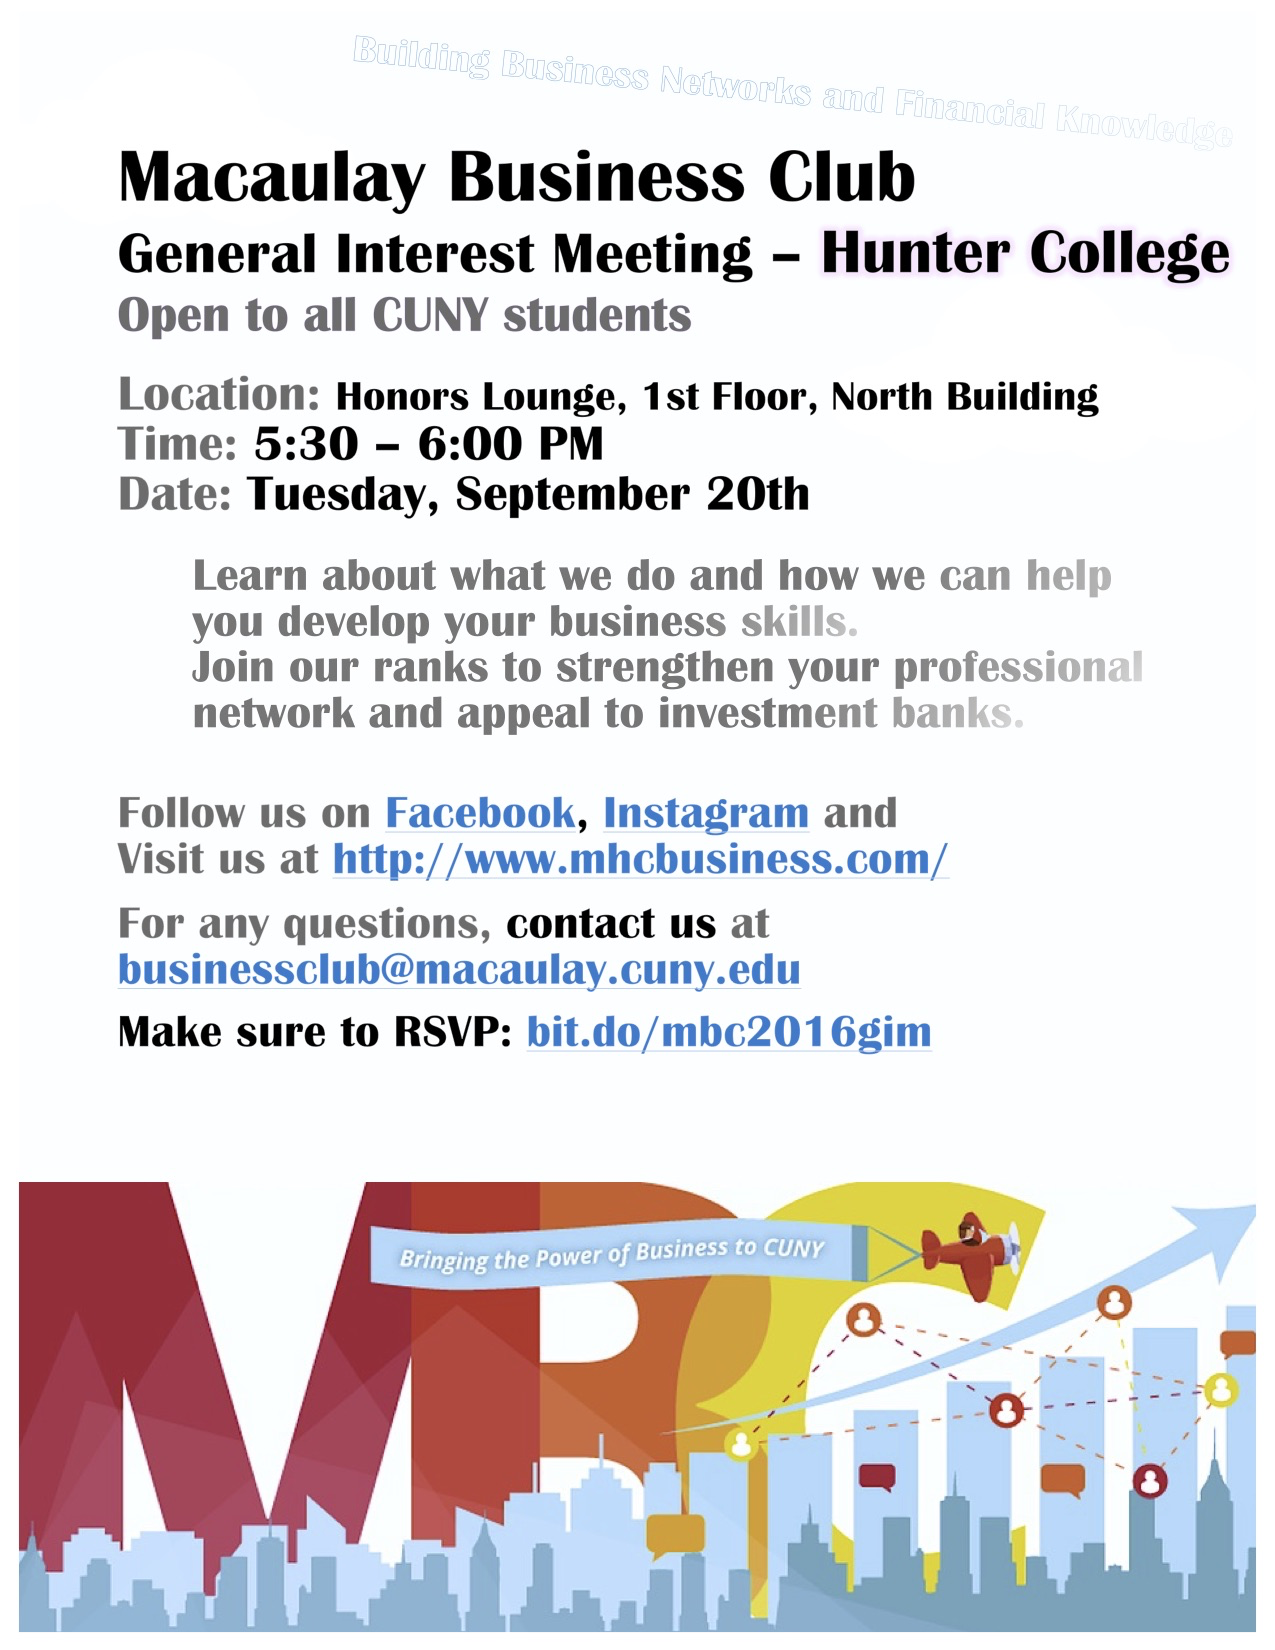 Building Business Networks and Financial Knowledge
Macaulay Business Club
General Interest Meeting – Hunter College
Open to all CUNY students
Location: Honors Lounge, 1st Floor, North Building
Time: 5:30 – 6:00 PM
Date: Tuesday, September 20th
Learn about what we do and how we can help
you develop your business skills.
Join our ranks to strengthen your professional
network and appeal to investment banks.
Follow us on Facebook, Instagram and
Visit us at http://www.mhcbusiness.com/
For any questions, contact us at
businessclub@macaulay.cuny.edu
Make sure to RSVP: bit.do/mbc2016gim
Bringing the Power of Business to CUNY
MBC